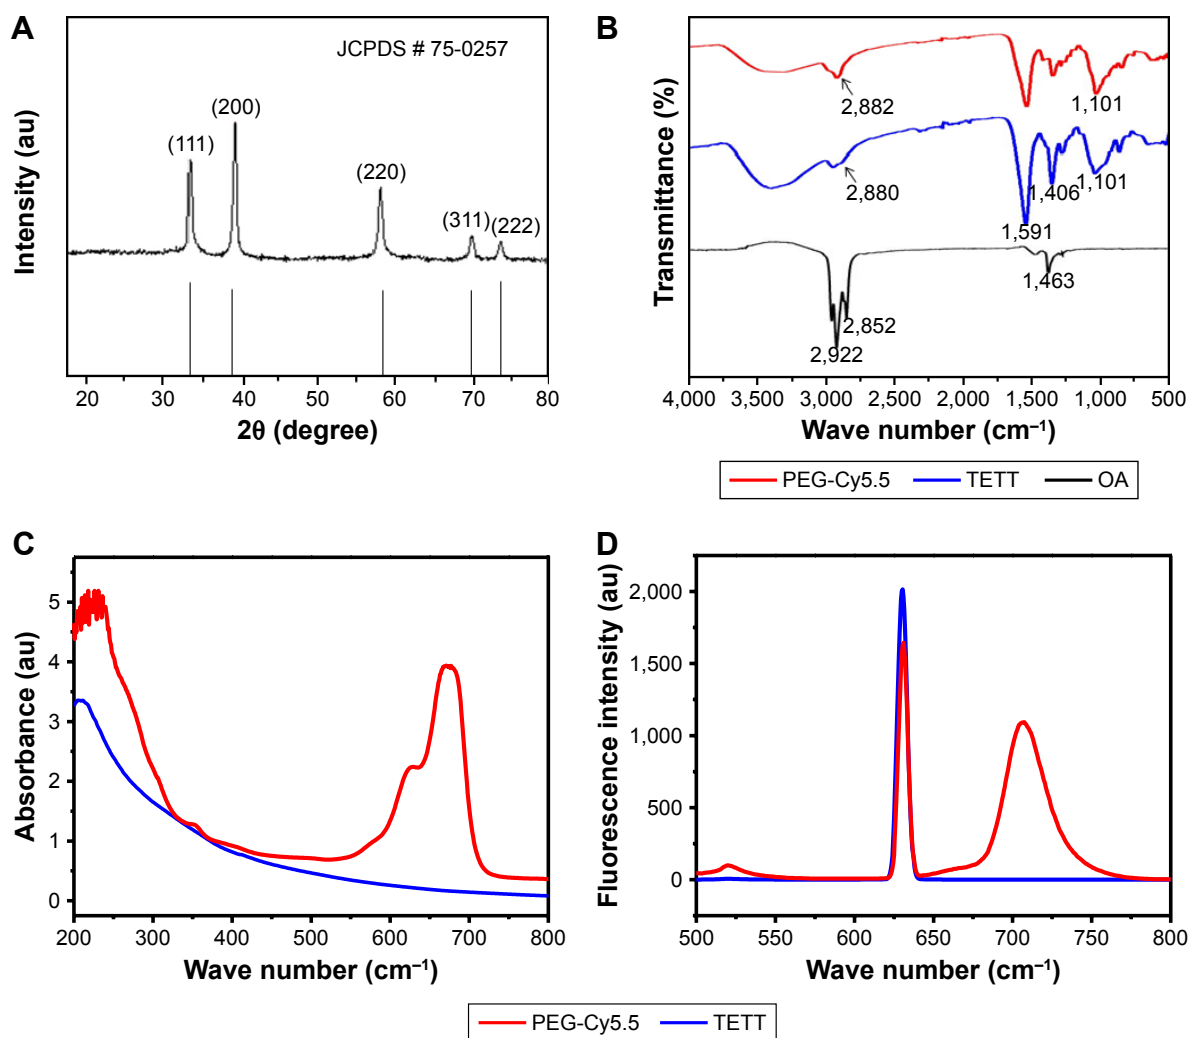 A
JCPDS # 75-0257
(111)
(200)
(220)
(311)
(222)
Intensity (au)
20 30 40 50 60 70 80
2θ (degree)
B
2,882
1,101
2,880
1,406
1,101
1,591
1,463
2,852
2,922
Transmittance (%)
4,000 3,500 3,000 2,500 2,000 1,500 1,000 500
Wave number (cm⁻¹)
PEG-Cy5.5 TETT OA
C
5
4
3
2
1
0
Absorbance (au)
200 300 400 500 600 700 800
Wave number (cm⁻¹)
D
2,000
1,500
1,000
500
0
Fluorescence intensity (au)
500 550 600 650 700 750 800
Wave number (cm⁻¹)
PEG-Cy5.5 TETT